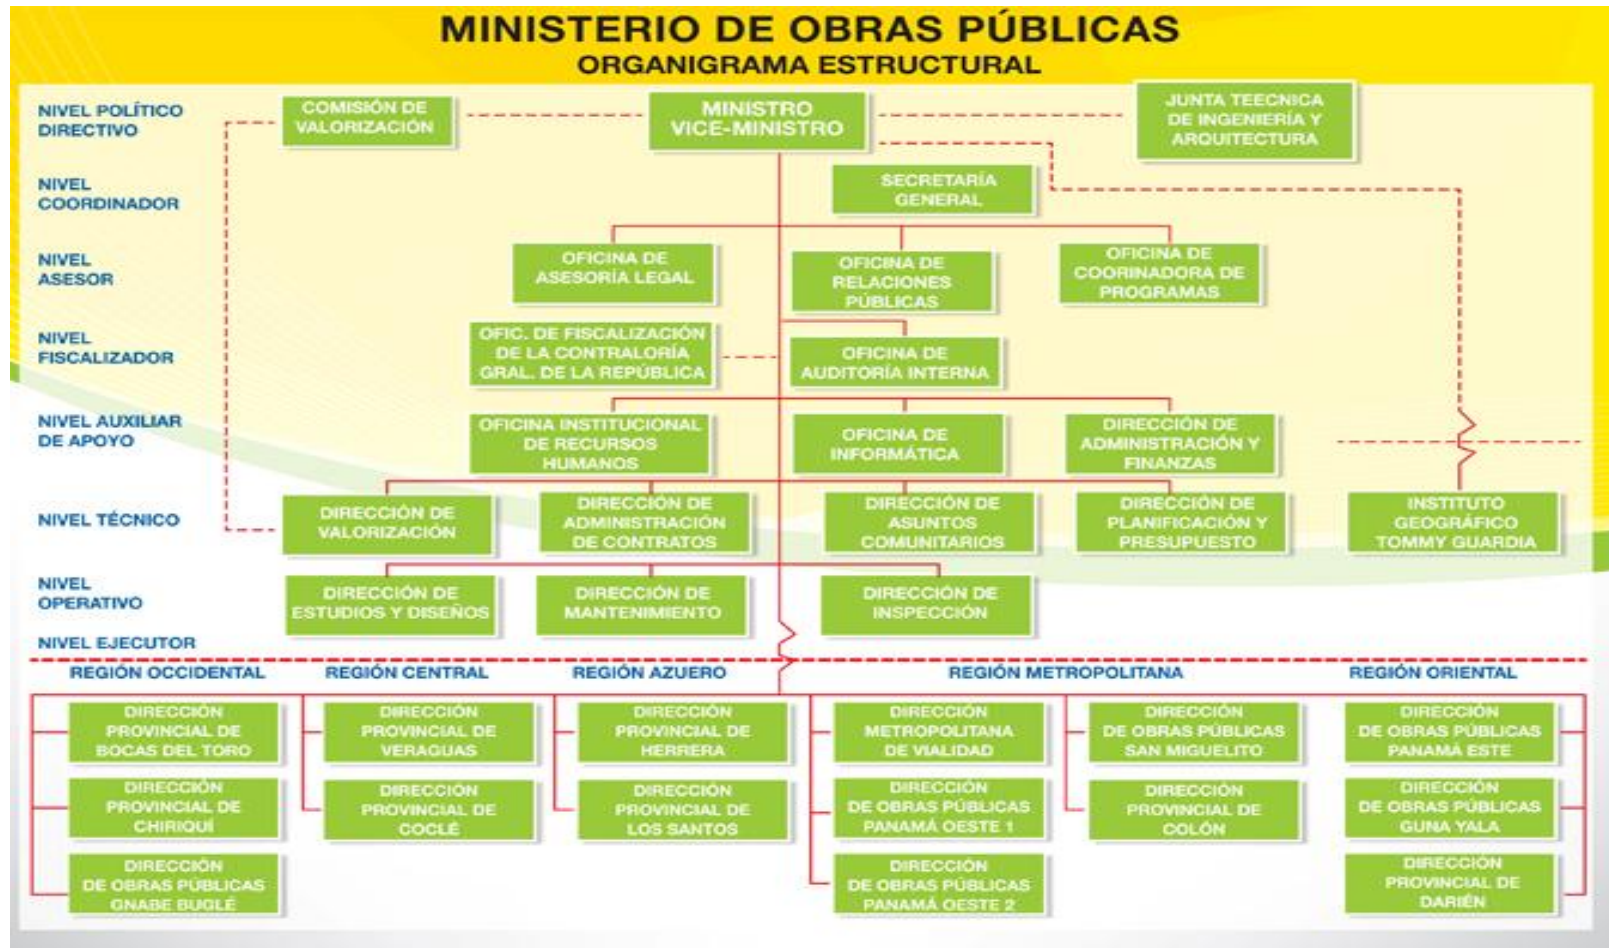 MINISTERIO DE OBRAS PÚBLICAS
ORGANIGRAMA ESTRUCTURAL
NIVEL POLÍTICO
DIRECTIVO
COMISIÓN DE
VALORIZACIÓN
MINISTRO
VICE-MINISTRO
JUNTA TEECNICA
DE INGENIERÍA Y
ARQUITECTURA
NIVEL
COORDINADOR
SECRETARÍA
GENERAL
NIVEL
ASESOR
OFICINA DE
ASESORÍA LEGAL
OFICINA DE
RELACIONES
PÚBLICAS
OFICINA DE
COORINADORA DE
PROGRAMAS
NIVEL
FISCALIZADOR
OFIC. DE FISCALIZACIÓN
DE LA CONTRALORÍA
GRAL. DE LA REPÚBLICA
OFICINA DE
AUDITORÍA INTERNA
NIVEL AUXILIAR
DE APOYO
OFICINA INSTITUCIONAL
DE RECURSOS
HUMANOS
OFICINA DE
INFORMÁTICA
DIRECCIÓN DE
ADMINISTRACIÓN Y
FINANZAS
NIVEL TÉCNICO
DIRECCIÓN DE
VALORIZACIÓN
DIRECCIÓN DE
ADMINISTRACIÓN
DE CONTRATOS
DIRECCIÓN DE
ASUNTOS
COMUNITARIOS
DIRECCIÓN DE
PLANIFICACIÓN Y
PRESUPUESTO
INSTITUTO
GEOGRÁFICO
TOMMY GUARDIA
NIVEL
OPERATIVO
DIRECCIÓN DE
ESTUDIOS Y DISEÑOS
DIRECCIÓN DE
MANTENIMIENTO
DIRECCIÓN DE
INSPECCIÓN
NIVEL EJECUTOR
REGIÓN OCCIDENTAL
DIRECCIÓN
PROVINCIAL DE
BOCAS DEL TORO
DIRECCIÓN
PROVINCIAL DE
CHIRIQUÍ
DIRECCIÓN
DE OBRAS PÚBLICAS
GNABE BUGLÉ
REGIÓN CENTRAL
DIRECCIÓN
PROVINCIAL DE
VERAGUAS
DIRECCIÓN
PROVINCIAL DE
COCLÉ
REGIÓN AZUERO
DIRECCIÓN
PROVINCIAL DE
HERRERA
DIRECCIÓN
PROVINCIAL DE
LOS SANTOS
REGIÓN METROPOLITANA
DIRECCIÓN
METROPOLITANA
DE VIALIDAD
DIRECCIÓN
DE OBRAS PÚBLICAS
PANAMÁ OESTE 1
DIRECCIÓN
DE OBRAS PÚBLICAS
PANAMÁ OESTE 2
DIRECCIÓN
DE OBRAS PÚBLICAS
SAN MIGUELITO
DIRECCIÓN
PROVINCIAL DE
COLÓN
REGIÓN ORIENTAL
DIRECCIÓN
DE OBRAS PÚBLICAS
PANAMÁ ESTE
DIRECCIÓN
DE OBRAS PÚBLICAS
GUNA YALA
DIRECCIÓN
PROVINCIAL DE
DARIÉN